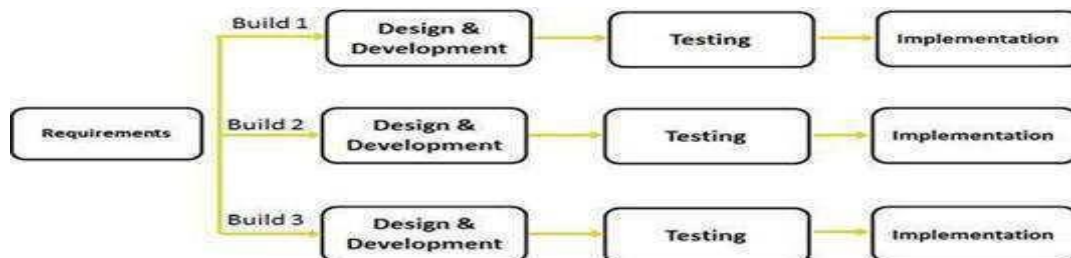 Build 1
Design &
Development
Testing
Implementation
Requirements
Build 2
Design &
Development
Testing
Implementation
Build 3
Design &
Development
Testing
Implementation